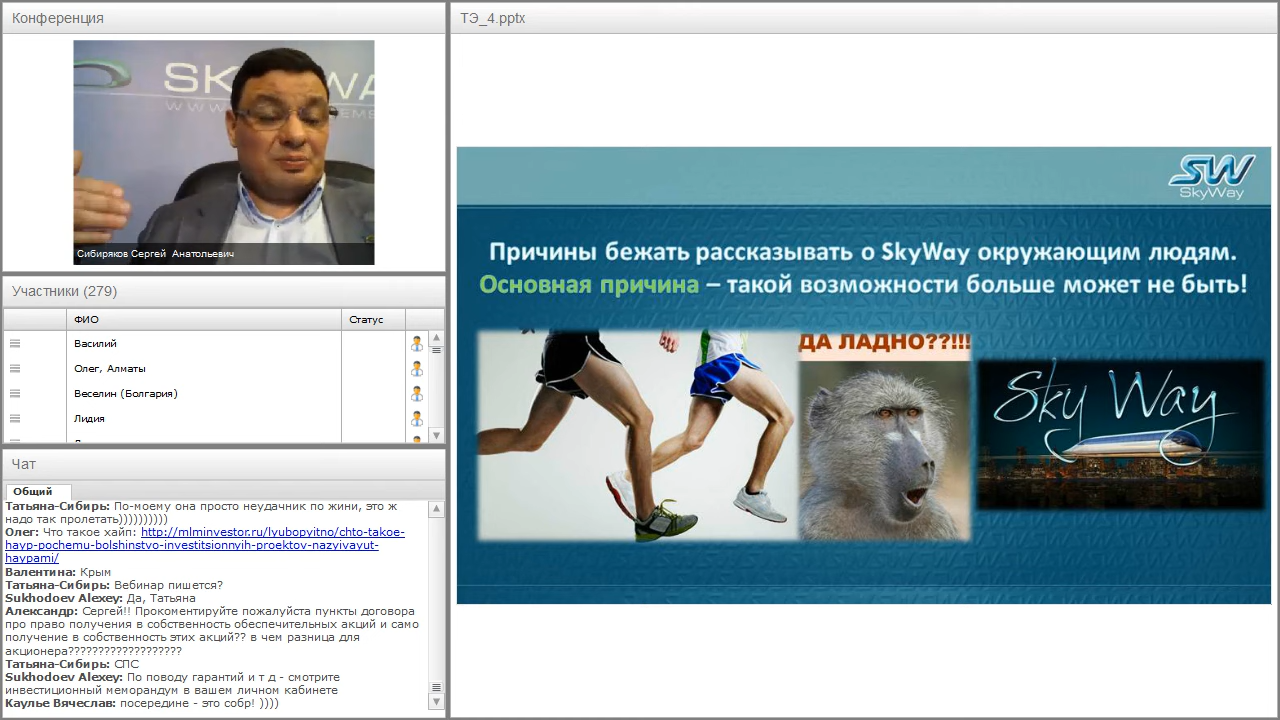 Конференция
SKYWAY
Сибиряков Сергей Анатольевич
Участники (279)
ФИО
Статус
Василий
Олег, Алматы
Веселин (Болгария)
Лидия
Чат
Общий
Татьяна-Сибирь: По-моему она просто неудачник по жини, это ж
надо так пролетать))))))))))
Олег: Что такое хайп: http://mlminvestor.ru/lyubopyitno/chto-takoe-
hayp-pochemu-bolshinstvo-investitsionnyih-proektov-nazyivayut-
haypami/
Валентина: Крым
Татьяна-Сибирь: Вебинар пишется?
Sukhodoev Alexey: Да, Татьяна
Александр: Сергей!! Прокоментируйте пожалуйста пункты договора
про право получения в собственность обеспечительных акций и само
получение в собственность этих акций?? в чем разница для
акционера???????????????????
Татьяна-Сибирь: СПС
Sukhodoev Alexey: По поводу гарантий и т д - смотрите
инвестиционный меморандум в вашем личном кабинете
Каулье Вячеслав: посередине - это собр! ))))
ТЭ_4.pptx
SW
SkyWay
Причины бежать рассказывать о SkyWay окружающим людям.
Основная причина – такой возможности больше может не быть!
ДА ЛАДНО??!!!
Sky Way